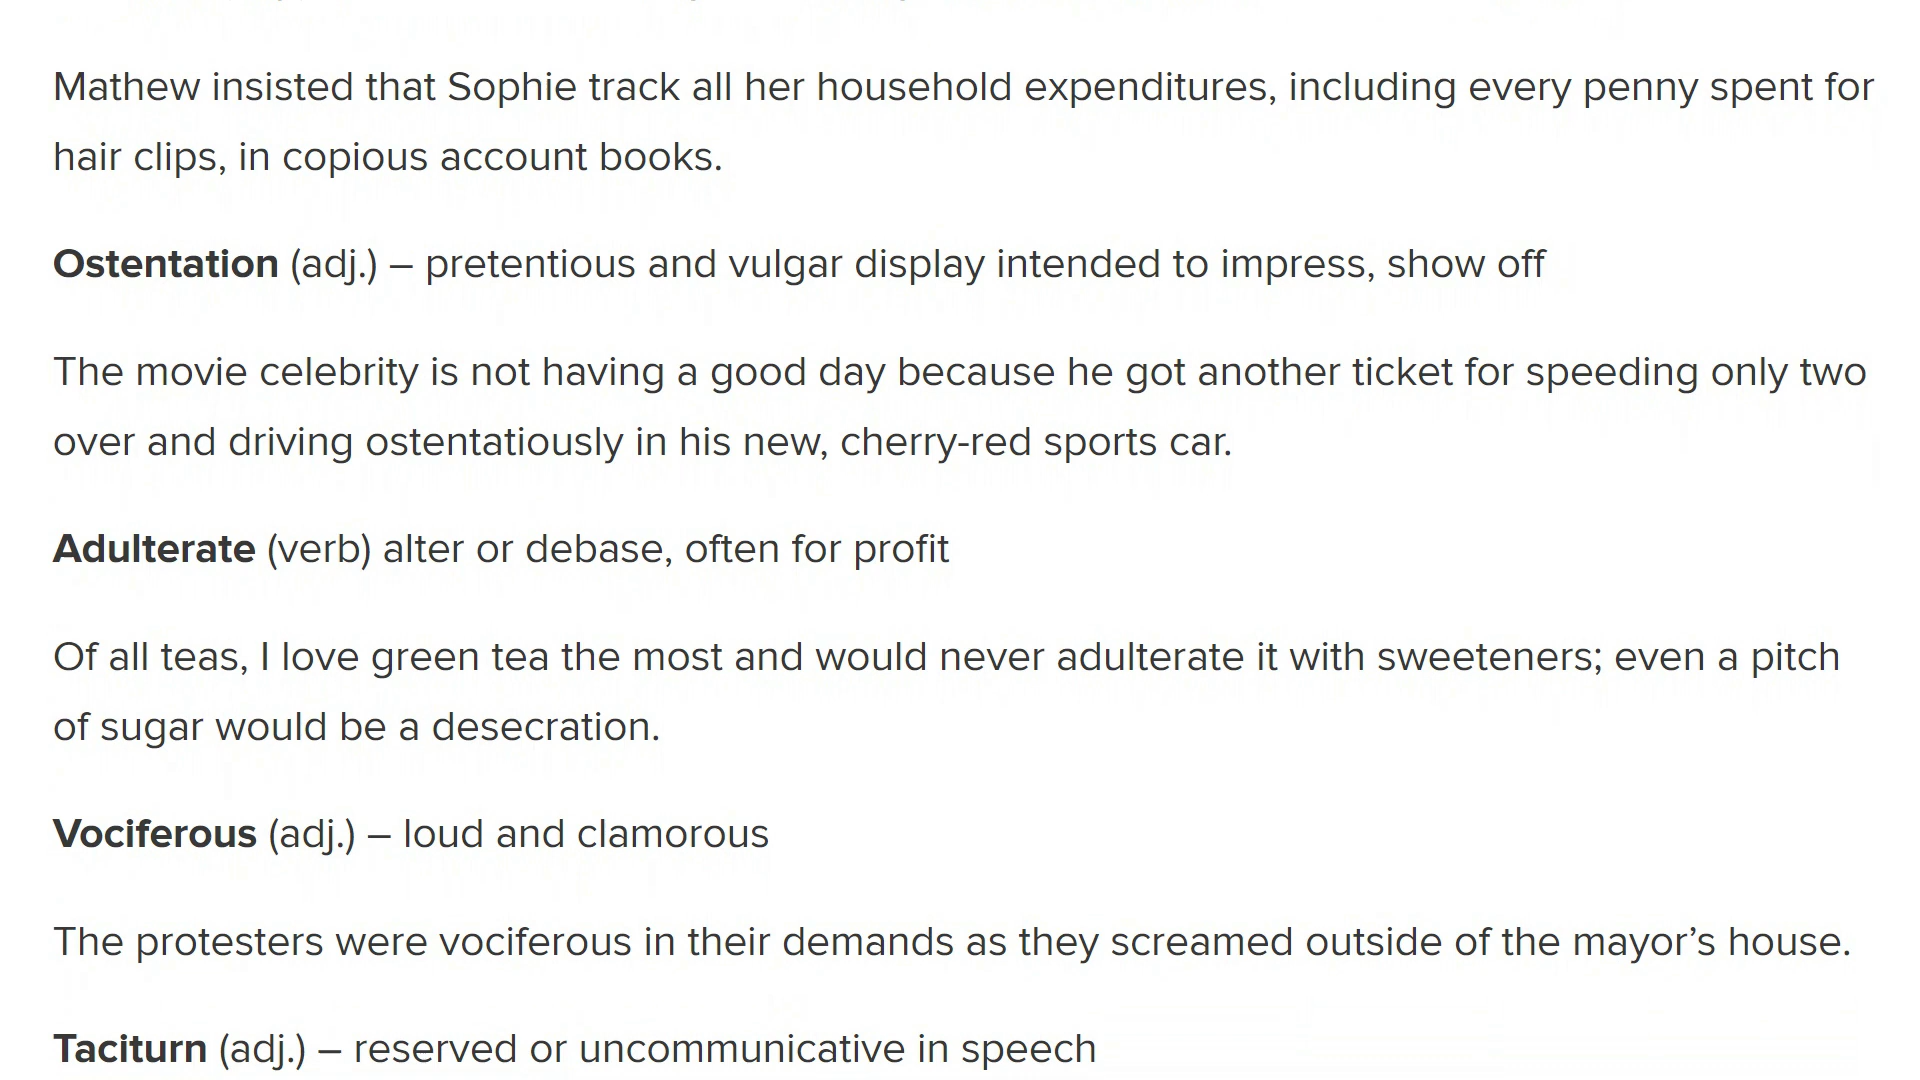 Mathew insisted that Sophie track all her household expenditures, including every penny spent for
hair clips, in copious account books.
Ostentation (adj.) – pretentious and vulgar display intended to impress, show off
The movie celebrity is not having a good day because he got another ticket for speeding only two
over and driving ostentatiously in his new, cherry-red sports car.
Adulterate (verb) alter or debase, often for profit
Of all teas, I love green tea the most and would never adulterate it with sweeteners; even a pitch
of sugar would be a desecration.
Vociferous (adj.) – loud and clamorous
The protesters were vociferous in their demands as they screamed outside of the mayor’s house.
Taciturn (adj.) – reserved or uncommunicative in speech